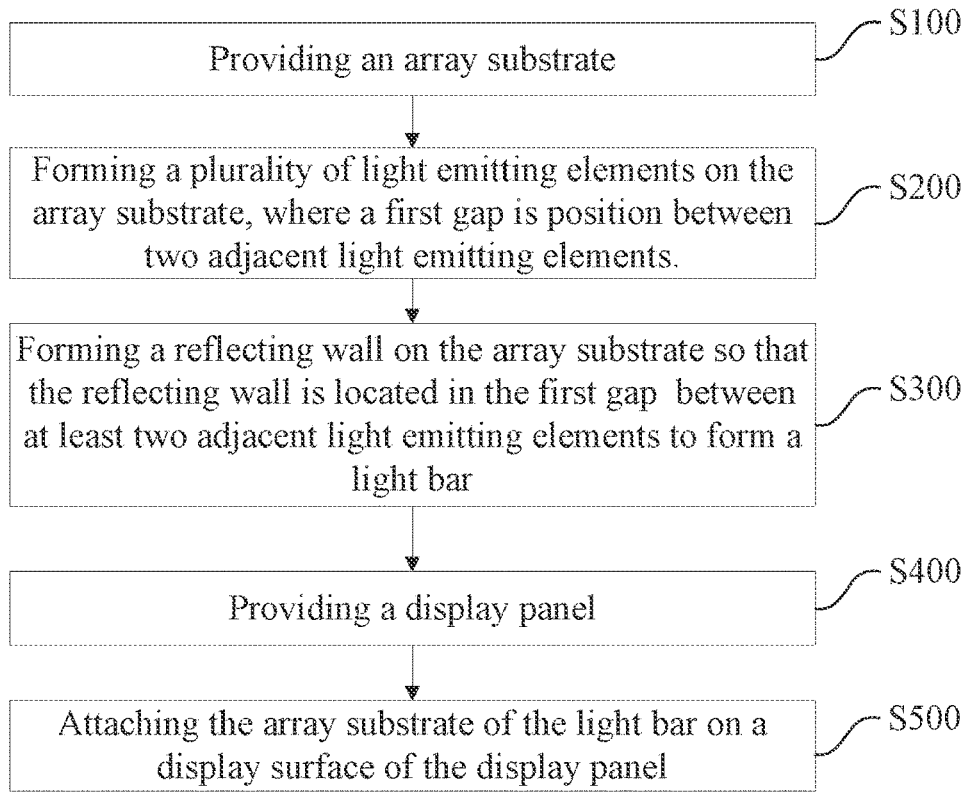 S100
Providing an array substrate
Forming a plurality of light emitting elements on the
S200
array substrate, where a first gap is position between
two adjacent light emitting elements.
Forming a reflecting wall on the array substrate so that
the reflecting wall is located in the first gap between
S300
at least two adjacent light emitting elements to form a
light bar
S400
Providing a display panel
S500
Attaching the array substrate of the light bar on a
display surface of the display panel